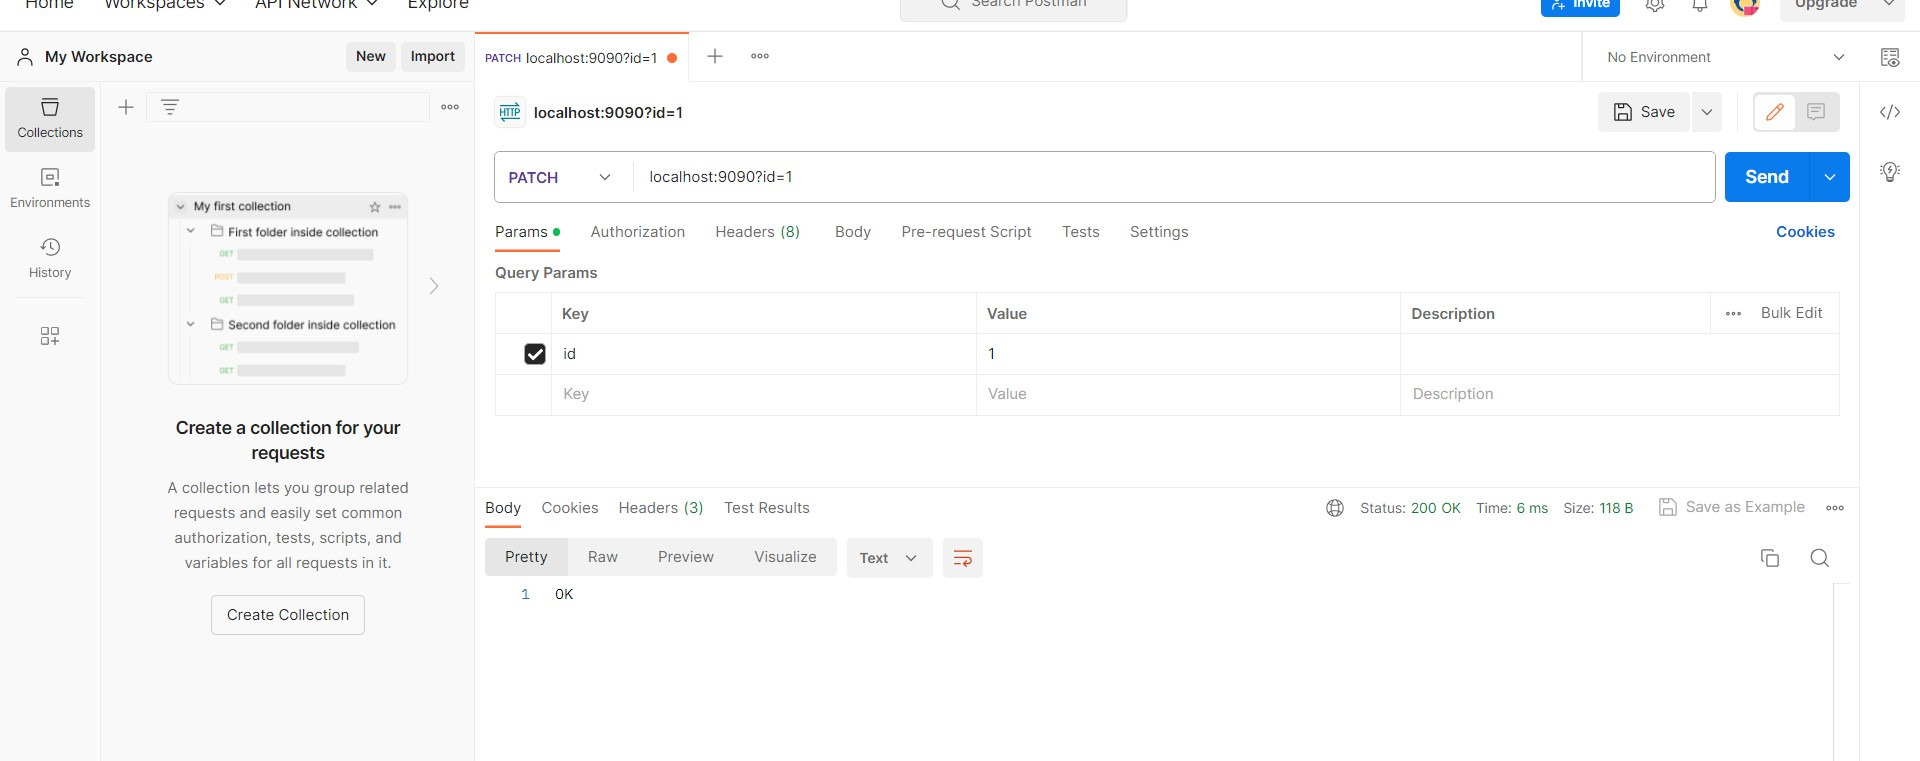 Home Workspaces API Network Explore Search Postman Invite Upgrade
My Workspace New Import PATCH localhost:9090?id=1 No Environment
Collections
Environments
History
My first collection
First folder inside collection
GET
POST
GET
Second folder inside collection
GET
GET
Create a collection for your
requests
A collection lets you group related
requests and easily set common
authorization, tests, scripts, and
variables for all requests in it.
Create Collection
HTTP localhost:9090?id=1 Save
PATCH localhost:9090?id=1 Send
Params Authorization Headers (8) Body Pre-request Script Tests Settings Cookies
Query Params
Key Value Description Bulk Edit
id 1
Key Value Description
Body Cookies Headers (3) Test Results Status: 200 OK Time: 6 ms Size: 118 B Save as Example
Pretty Raw Preview Visualize Text
1 OK